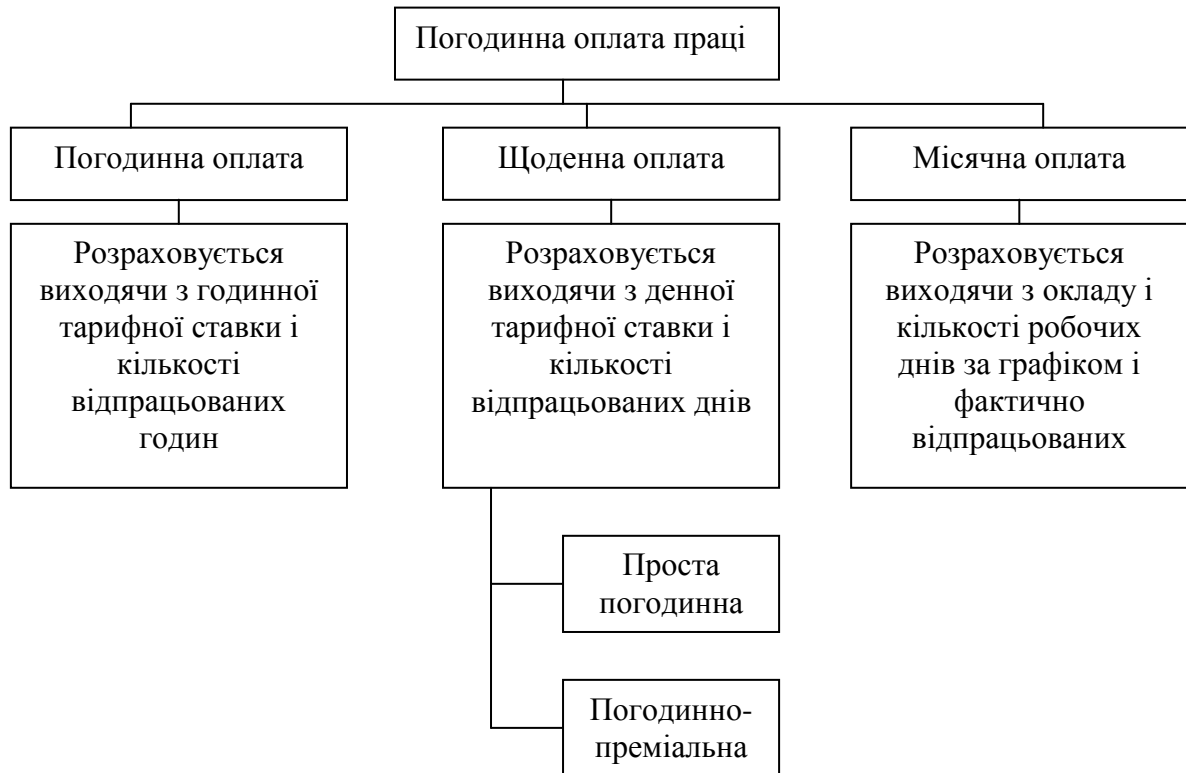 Погодинна оплата праці
Погодинна оплата
Щоденна оплата
Місячна оплата
Розраховується
виходячи з годинної
тарифної ставки і
кількості
відпрацьованих
годин
Розраховується
виходячи з денної
тарифної ставки і
кількості
відпрацьованих днів
Розраховується
виходячи з окладу і
кількості робочих
днів за графіком і
фактично
відпрацьованих
Проста
погодинна
Погодинно-
преміальна